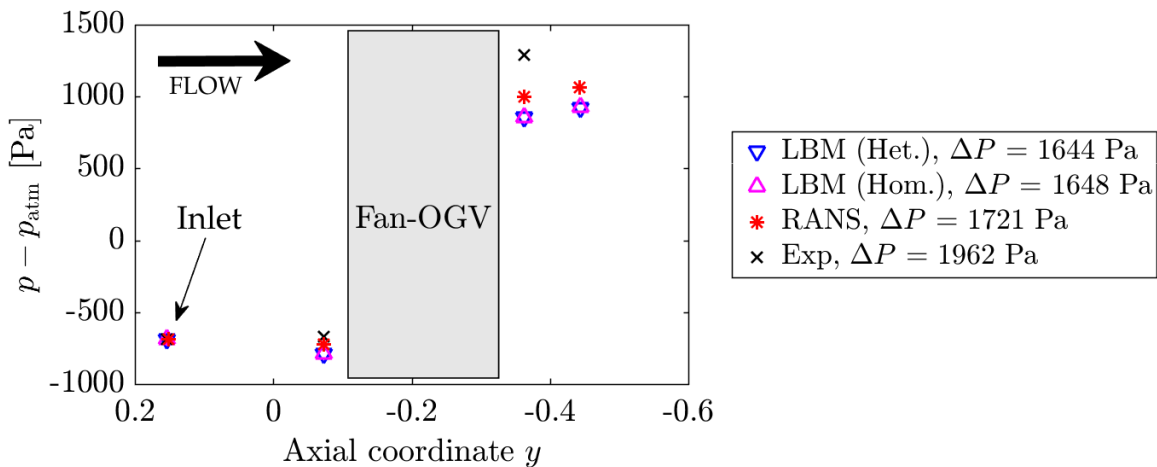 1500
1000
500
0
-500
-1000
p − p_atm [Pa]
FLOW
Inlet
Fan-OGV
0.2 0 -0.2 -0.4 -0.6
Axial coordinate y
LBM (Het.), ΔP = 1644 Pa
LBM (Hom.), ΔP = 1648 Pa
RANS, ΔP = 1721 Pa
Exp, ΔP = 1962 Pa